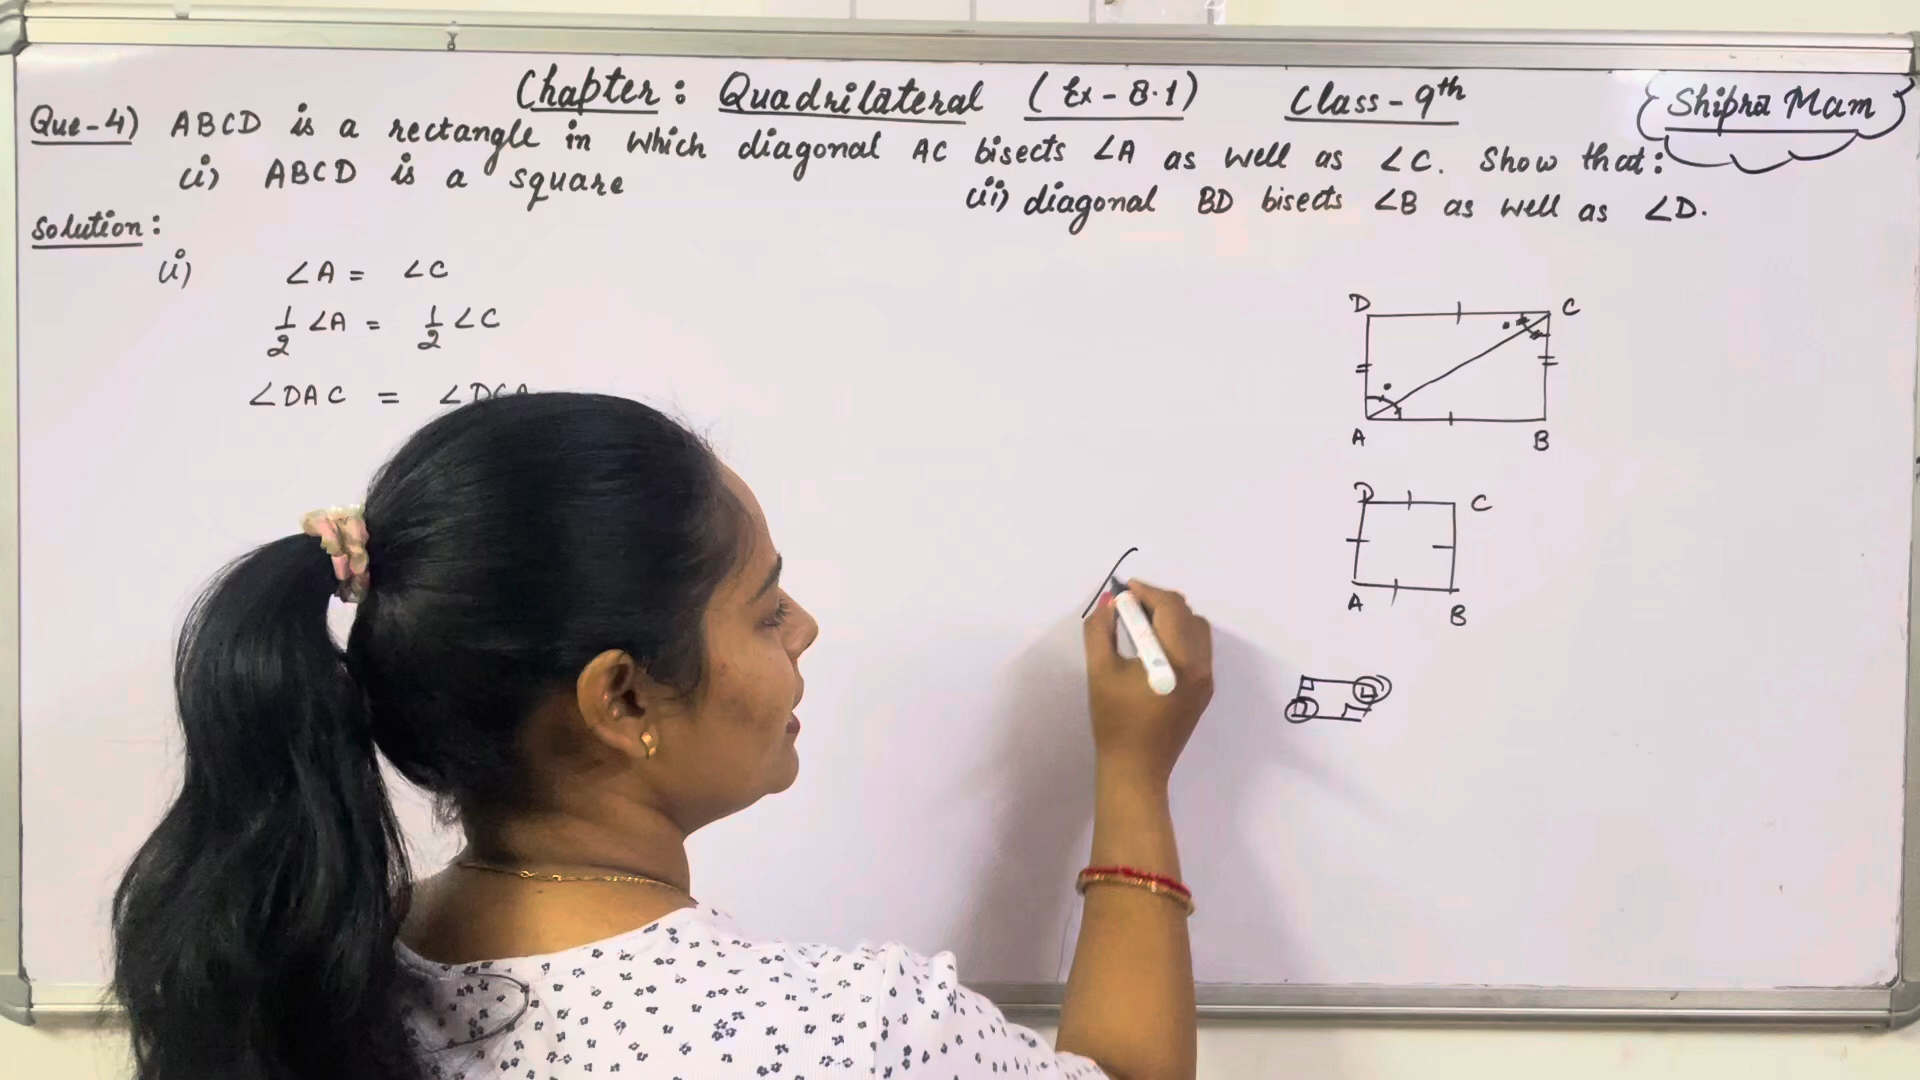 Chapter: Quadrilateral (Ex-8.1) Class-9th
Shipra Mam
Que-4) ABCD is a rectangle in which diagonal AC bisects ∠A as well as ∠C. Show that:
(i) ABCD is a square (ii) diagonal BD bisects ∠B as well as ∠D.
Solution:
(i) ∠A = ∠C
1/2 ∠A = 1/2 ∠C
∠DAC = ∠DCA
D C
A B
D C
A B